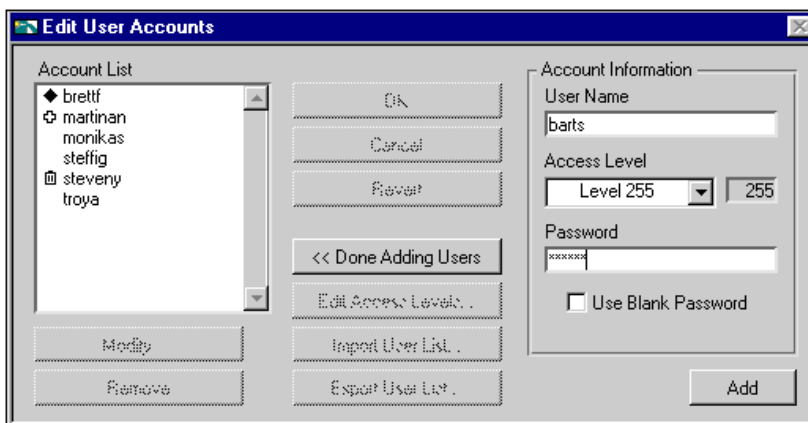 Edit User Accounts
Account List
brettf
martinan
monikas
steffig
steveny
troya
OK
Cancel
Revert
<< Done Adding Users
Edit Access Levels...
Import User List...
Export User List...
Modify
Remove
Account Information
User Name
barts
Access Level
Level 255
255
Password
××××××
Use Blank Password
Add